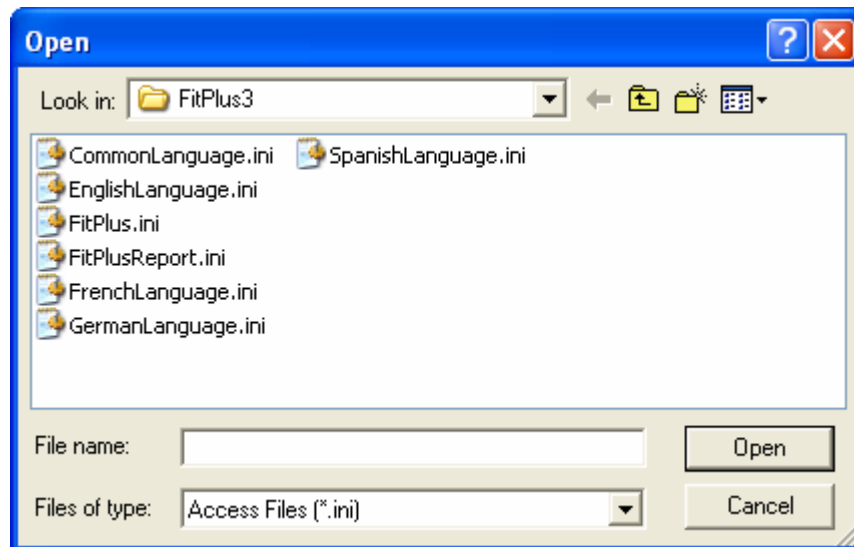 Open
Look in: FitPlus3
CommonLanguage.ini SpanishLanguage.ini
EnglishLanguage.ini
FitPlus.ini
FitPlusReport.ini
FrenchLanguage.ini
GermanLanguage.ini
File name: Open
Files of type: Access Files (*.ini) Cancel